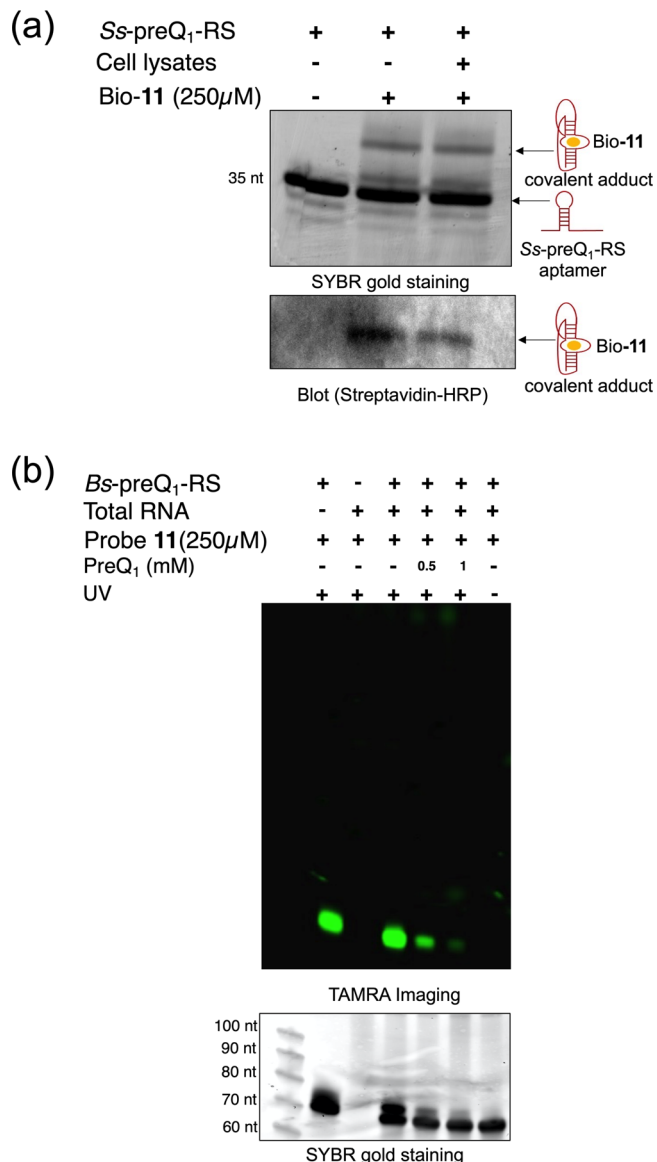 (a)
Ss-preQ₁-RS + + +
Cell lysates - - +
Bio-11 (250µM) - + +
35 nt
Bio-11
covalent adduct
Ss-preQ₁-RS
aptamer
SYBR gold staining
Bio-11
covalent adduct
Blot (Streptavidin-HRP)
(b)
Bs-preQ₁-RS + - + + + +
Total RNA - + + + + +
Probe 11(250µM) + + + + + +
PreQ₁ (mM) - - - 0.5 1 -
UV + + + + + -
TAMRA Imaging
100 nt
90 nt
80 nt
70 nt
60 nt
SYBR gold staining